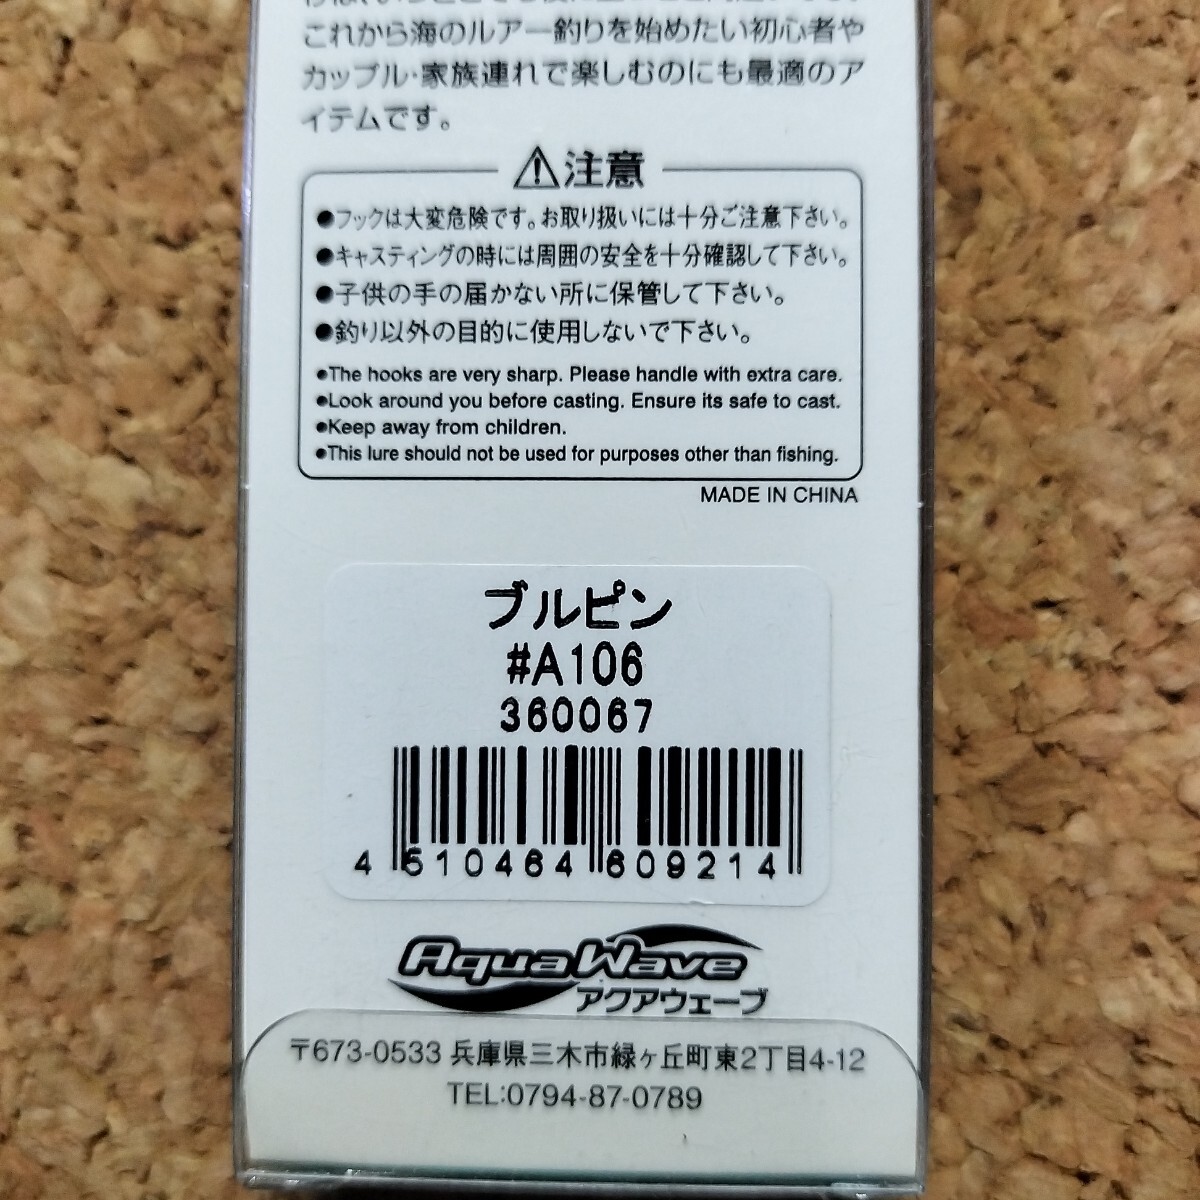 これから海のルアー釣りを始めたい初心者や
カップル・家族連れで楽しむのにも最適のア
イテムです。
⚠注意
●フックは大変危険です。お取り扱いには十分ご注意下さい。
●キャスティングの時には周囲の安全を十分確認して下さい。
●子供の手の届かない所に保管して下さい。
●釣り以外の目的に使用しないで下さい。
●The hooks are very sharp. Please handle with extra care.
●Look around you before casting. Ensure its safe to cast.
●Keep away from children.
●This lure should not be used for purposes other than fishing.
MADE IN CHINA
ブルピン
#A106
360067
4 510464 609214
AquaWave
アクアウェーブ
〒673-0533 兵庫県三木市緑ヶ丘町東2丁目4-12
TEL:0794-87-0789